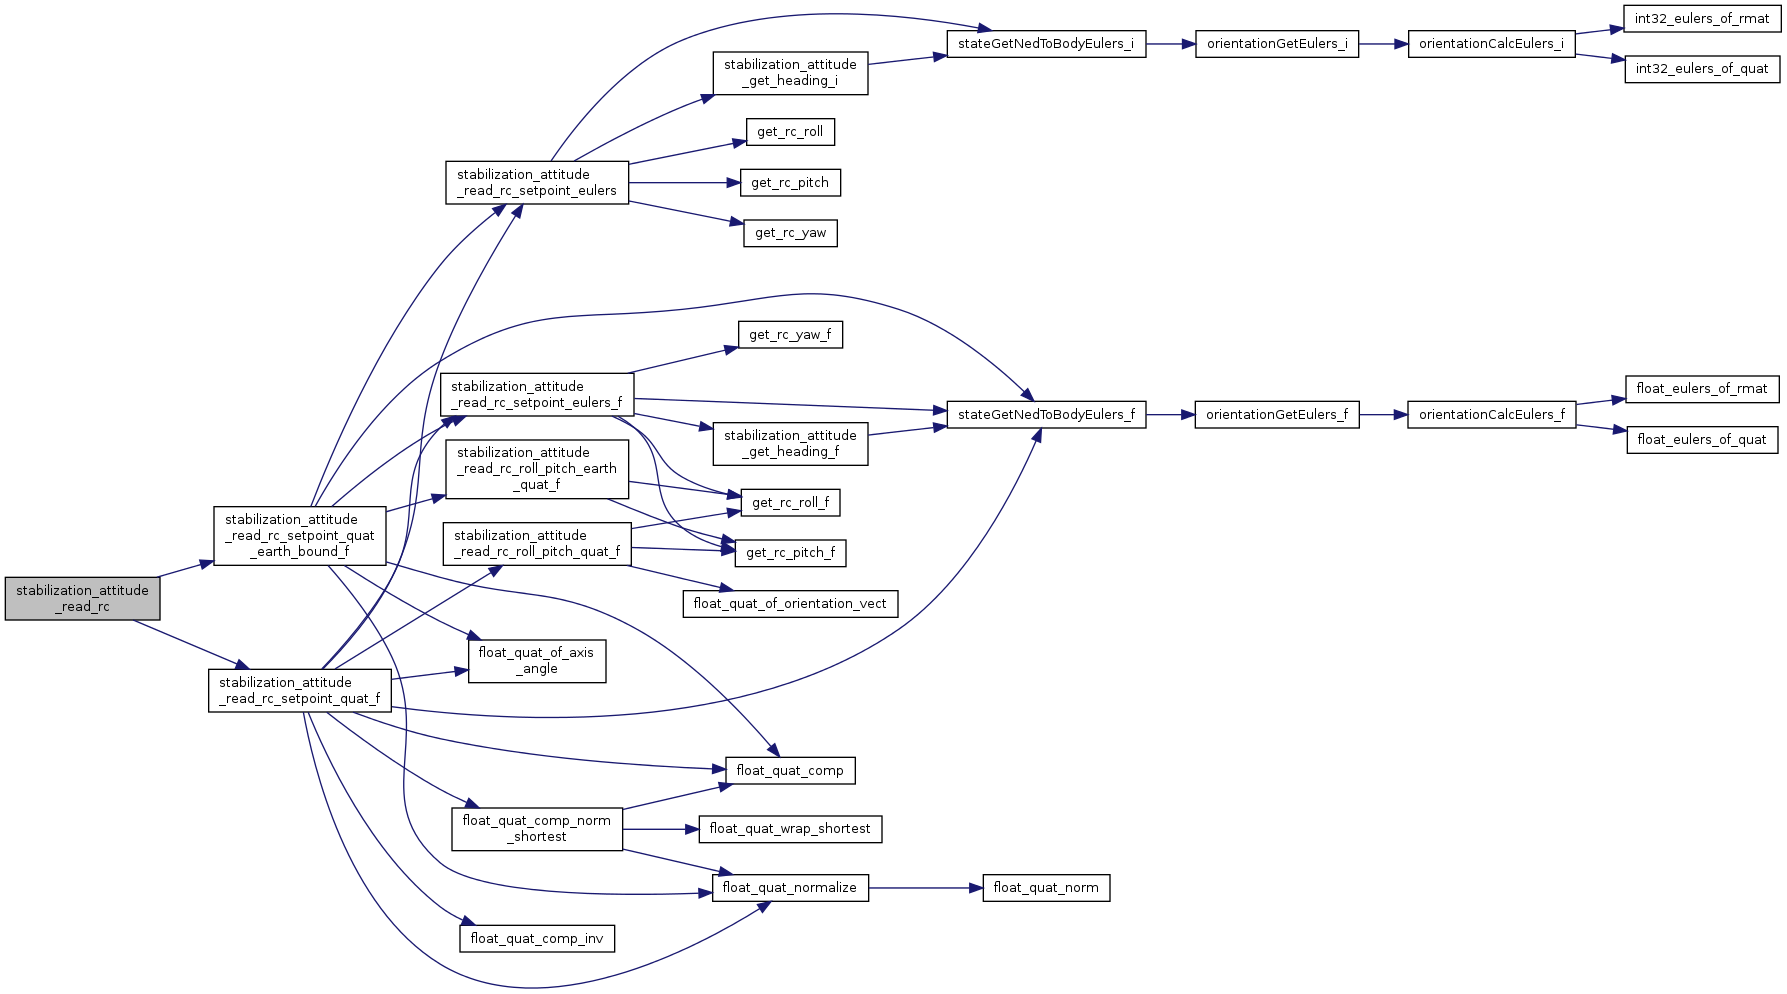 stabilization_attitude
_read_rc
stabilization_attitude
_read_rc_setpoint_quat
_earth_bound_f
stabilization_attitude
_read_rc_setpoint_quat_f
stabilization_attitude
_read_rc_setpoint_eulers
stabilization_attitude
_read_rc_setpoint_eulers_f
stabilization_attitude
_read_rc_roll_pitch_earth
_quat_f
stabilization_attitude
_read_rc_roll_pitch_quat_f
float_quat_of_axis
_angle
float_quat_comp_norm
_shortest
float_quat_comp_inv
stabilization_attitude
_get_heading_i
get_rc_roll
get_rc_pitch
get_rc_yaw
get_rc_yaw_f
stabilization_attitude
_get_heading_f
get_rc_roll_f
get_rc_pitch_f
float_quat_of_orientation_vect
float_quat_comp
float_quat_wrap_shortest
float_quat_normalize
stateGetNedToBodyEulers_i
stateGetNedToBodyEulers_f
float_quat_norm
orientationGetEulers_i
orientationGetEulers_f
orientationCalcEulers_i
orientationCalcEulers_f
int32_eulers_of_rmat
int32_eulers_of_quat
float_eulers_of_rmat
float_eulers_of_quat